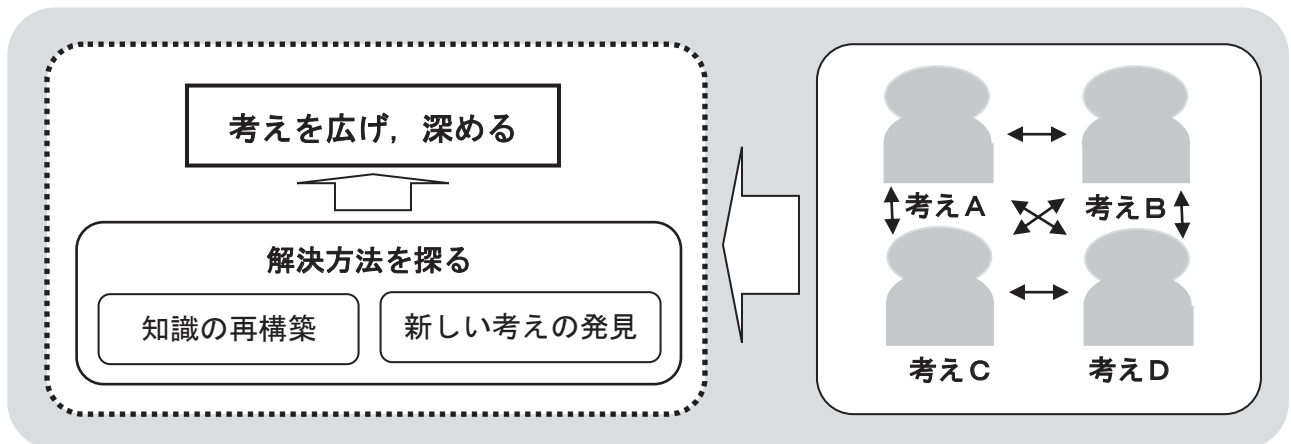 考えを広げ，深める
解決方法を探る
知識の再構築
新しい考えの発見
考えＡ
考えＢ
考えＣ
考えＤ